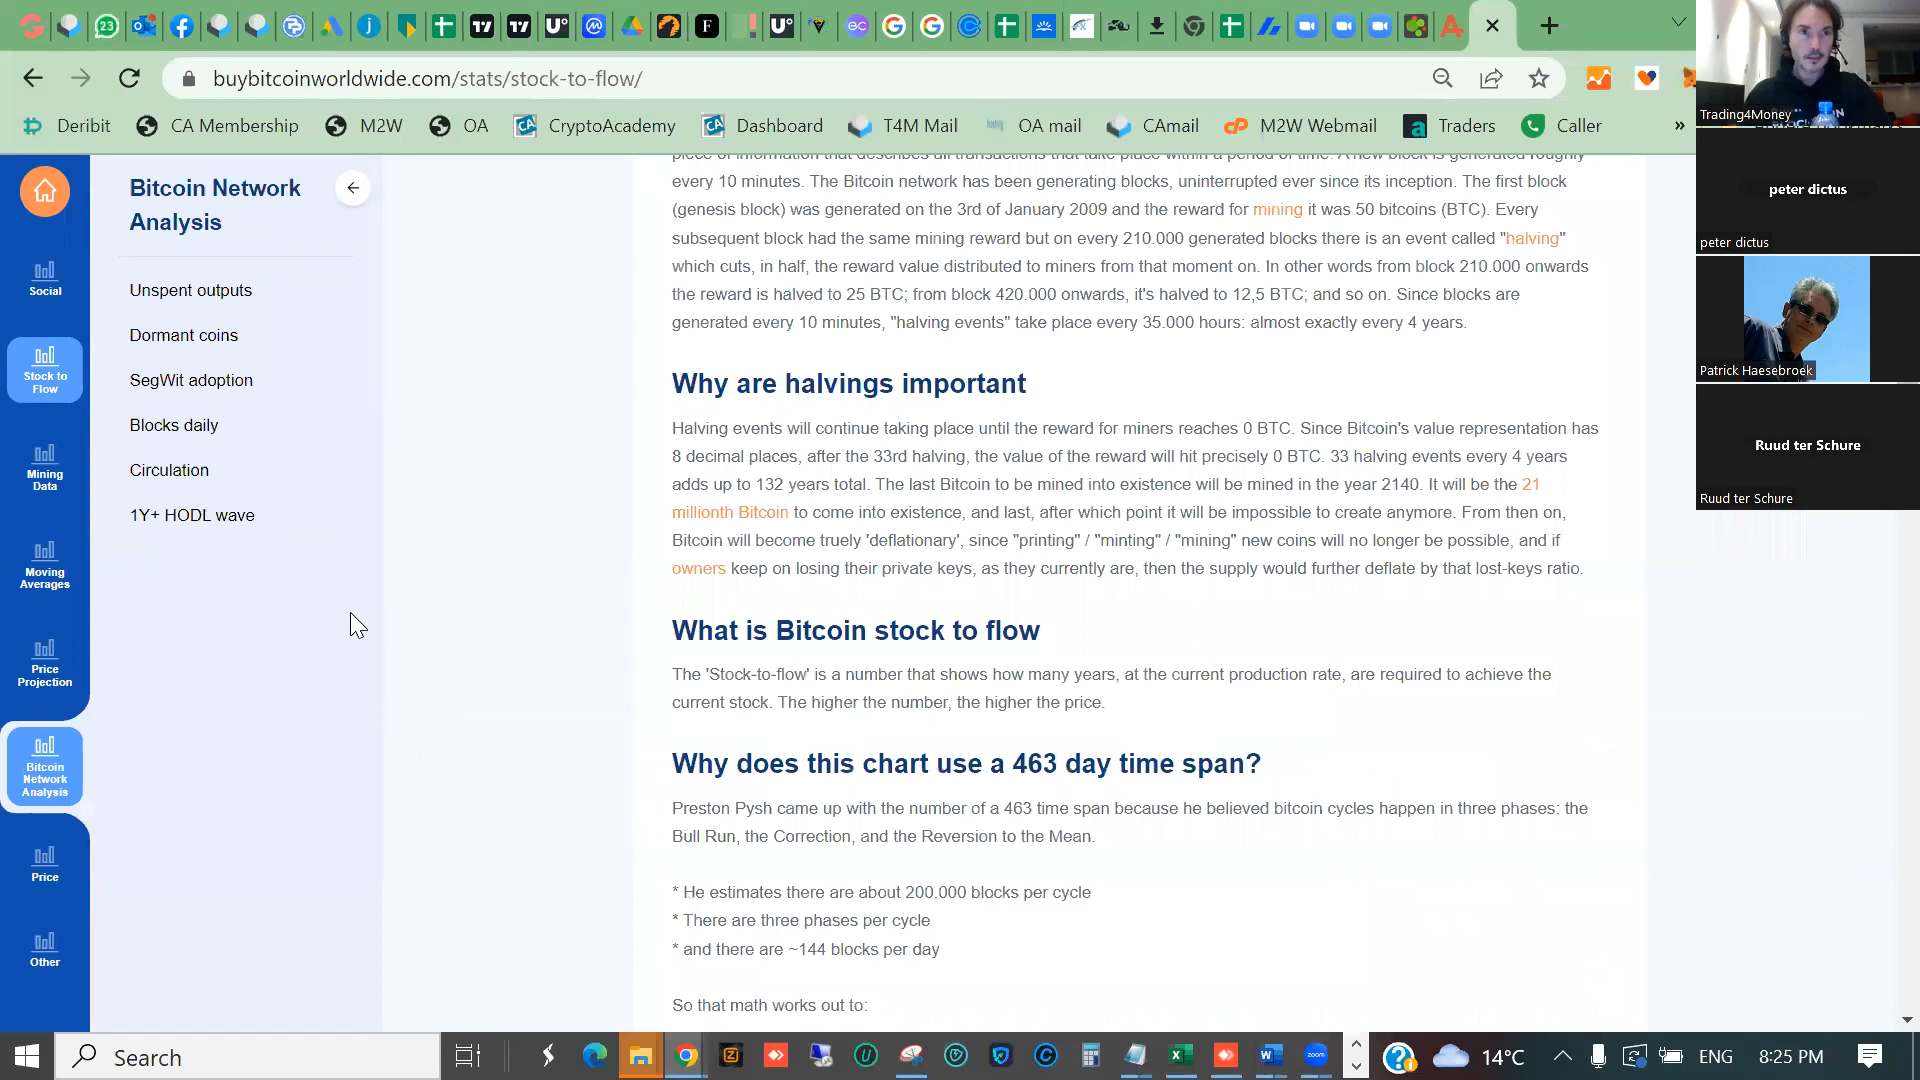 buybitcoinworldwide.com/stats/stock-to-flow/
Deribit
CA Membership
M2W
OA
CryptoAcademy
Dashboard
T4M Mail
OA mail
CAmail
M2W Webmail
Traders
Caller
»
Trading4Money
peter dictus
peter dictus
Patrick Haesebroek
Ruud ter Schure
Ruud ter Schure
Social
Stock to
Flow
Mining
Data
Moving
Averages
Price
Projection
Bitcoin
Network
Analysis
Price
Other
Bitcoin Network
Analysis
Unspent outputs
Dormant coins
SegWit adoption
Blocks daily
Circulation
1Y+ HODL wave
piece of information that describes all transactions that take place within a period of time. A new block is generated roughly
every 10 minutes. The Bitcoin network has been generating blocks, uninterrupted ever since its inception. The first block
(genesis block) was generated on the 3rd of January 2009 and the reward for mining it was 50 bitcoins (BTC). Every
subsequent block had the same mining reward but on every 210.000 generated blocks there is an event called "halving"
which cuts, in half, the reward value distributed to miners from that moment on. In other words from block 210.000 onwards
the reward is halved to 25 BTC; from block 420.000 onwards, it's halved to 12,5 BTC; and so on. Since blocks are
generated every 10 minutes, "halving events" take place every 35.000 hours: almost exactly every 4 years.
Why are halvings important
Halving events will continue taking place until the reward for miners reaches 0 BTC. Since Bitcoin's value representation has
8 decimal places, after the 33rd halving, the value of the reward will hit precisely 0 BTC. 33 halving events every 4 years
adds up to 132 years total. The last Bitcoin to be mined into existence will be mined in the year 2140. It will be the 21
millionth Bitcoin to come into existence, and last, after which point it will be impossible to create anymore. From then on,
Bitcoin will become truely 'deflationary', since "printing" / "minting" / "mining" new coins will no longer be possible, and if
owners keep on losing their private keys, as they currently are, then the supply would further deflate by that lost-keys ratio.
What is Bitcoin stock to flow
The 'Stock-to-flow' is a number that shows how many years, at the current production rate, are required to achieve the
current stock. The higher the number, the higher the price.
Why does this chart use a 463 day time span?
Preston Pysh came up with the number of a 463 time span because he believed bitcoin cycles happen in three phases: the
Bull Run, the Correction, and the Reversion to the Mean.
* He estimates there are about 200.000 blocks per cycle
* There are three phases per cycle
* and there are ~144 blocks per day
So that math works out to:
Search
14°C
ENG
8:25 PM